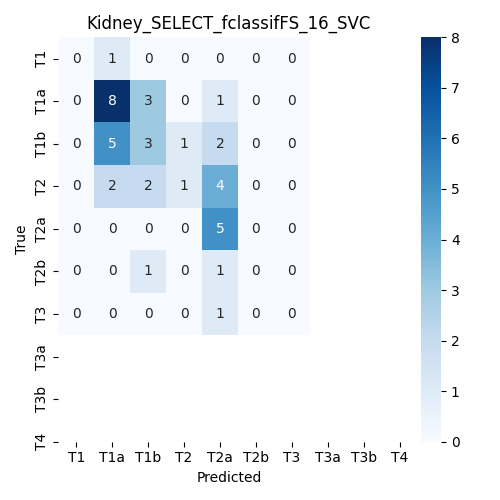 Kidney_SELECT_fclassifFS_16_SVC
T1 0 1 0 0 0 0 0
T1a 0 8 3 0 1 0 0
T1b 0 5 3 1 2 0 0
T2 0 2 2 1 4 0 0
T2a 0 0 0 0 5 0 0
T2b 0 0 1 0 1 0 0
T3 0 0 0 0 1 0 0
T3a
T3b
T4
True
T1 T1a T1b T2 T2a T2b T3 T3a T3b T4
Predicted
8
7
6
5
4
3
2
1
0